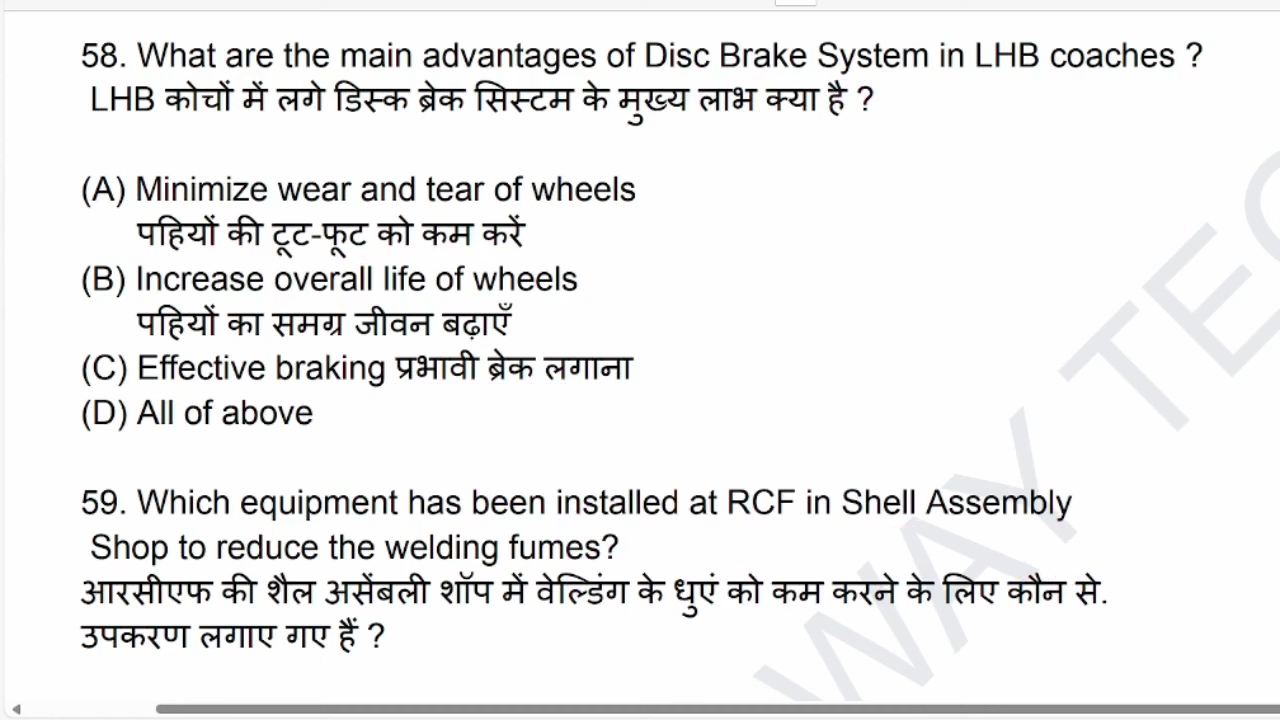 58. What are the main advantages of Disc Brake System in LHB coaches ?
LHB कोचों में लगे डिस्क ब्रेक सिस्टम के मुख्य लाभ क्या है ?
(A) Minimize wear and tear of wheels
पहियों की टूट-फूट को कम करें
(B) Increase overall life of wheels
पहियों का समग्र जीवन बढ़ाएँ
(C) Effective braking प्रभावी ब्रेक लगाना
(D) All of above
59. Which equipment has been installed at RCF in Shell Assembly
Shop to reduce the welding fumes?
आरसीएफ की शैल असेंबली शॉप में वेल्डिंग के धुएं को कम करने के लिए कौन से.
उपकरण लगाए गए हैं ?
WAY TEC